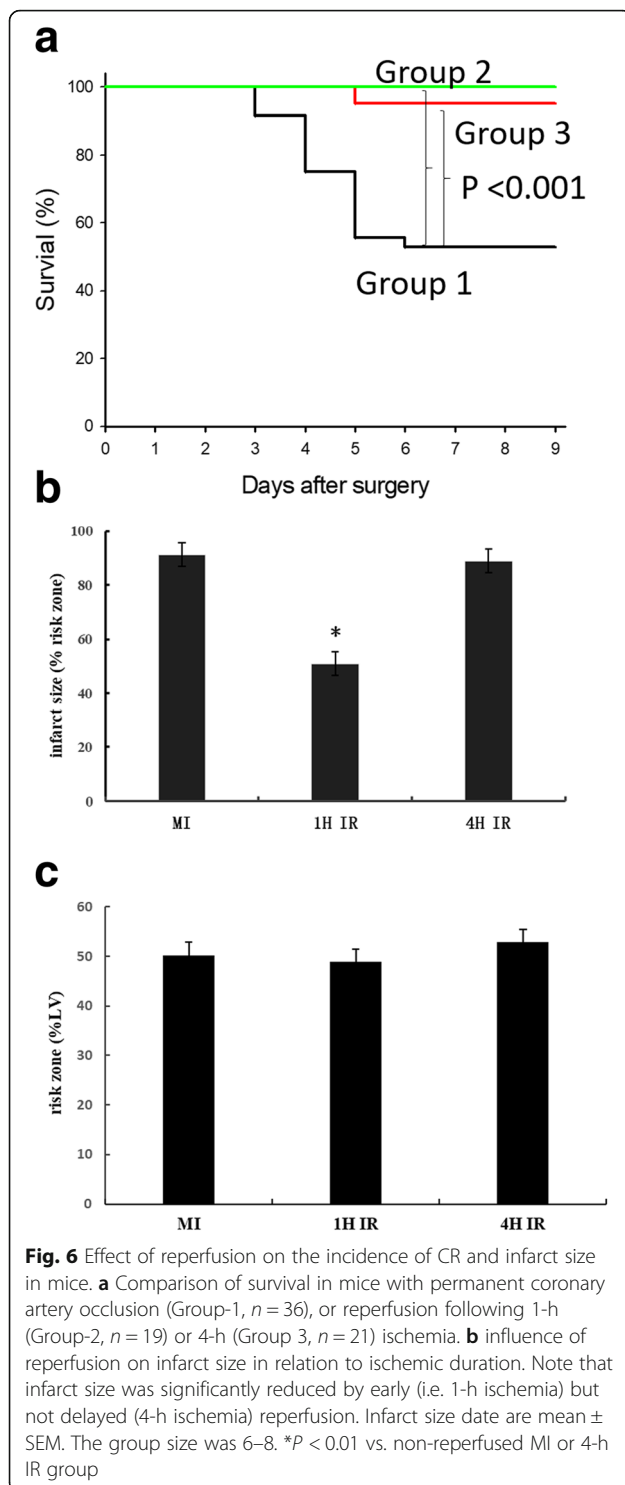 a
Group 2
Group 3
P <0.001
Group 1
Survial (%)
100
80
60
40
20
0
0 1 2 3 4 5 6 7 8 9
Days after surgery
b
infarct size (% risk zone)
100
80
60
40
20
0
*
MI 1H IR 4H IR
c
risk zone (%LV)
60
50
40
30
20
10
0
MI 1H IR 4H IR
Fig. 6 Effect of reperfusion on the incidence of CR and infarct size
in mice. a Comparison of survival in mice with permanent coronary
artery occlusion (Group-1, n = 36), or reperfusion following 1-h
(Group-2, n = 19) or 4-h (Group 3, n = 21) ischemia. b influence of
reperfusion on infarct size in relation to ischemic duration. Note that
infarct size was significantly reduced by early (i.e. 1-h ischemia) but
not delayed (4-h ischemia) reperfusion. Infarct size date are mean ±
SEM. The group size was 6–8. *P < 0.01 vs. non-reperfused MI or 4-h
IR group